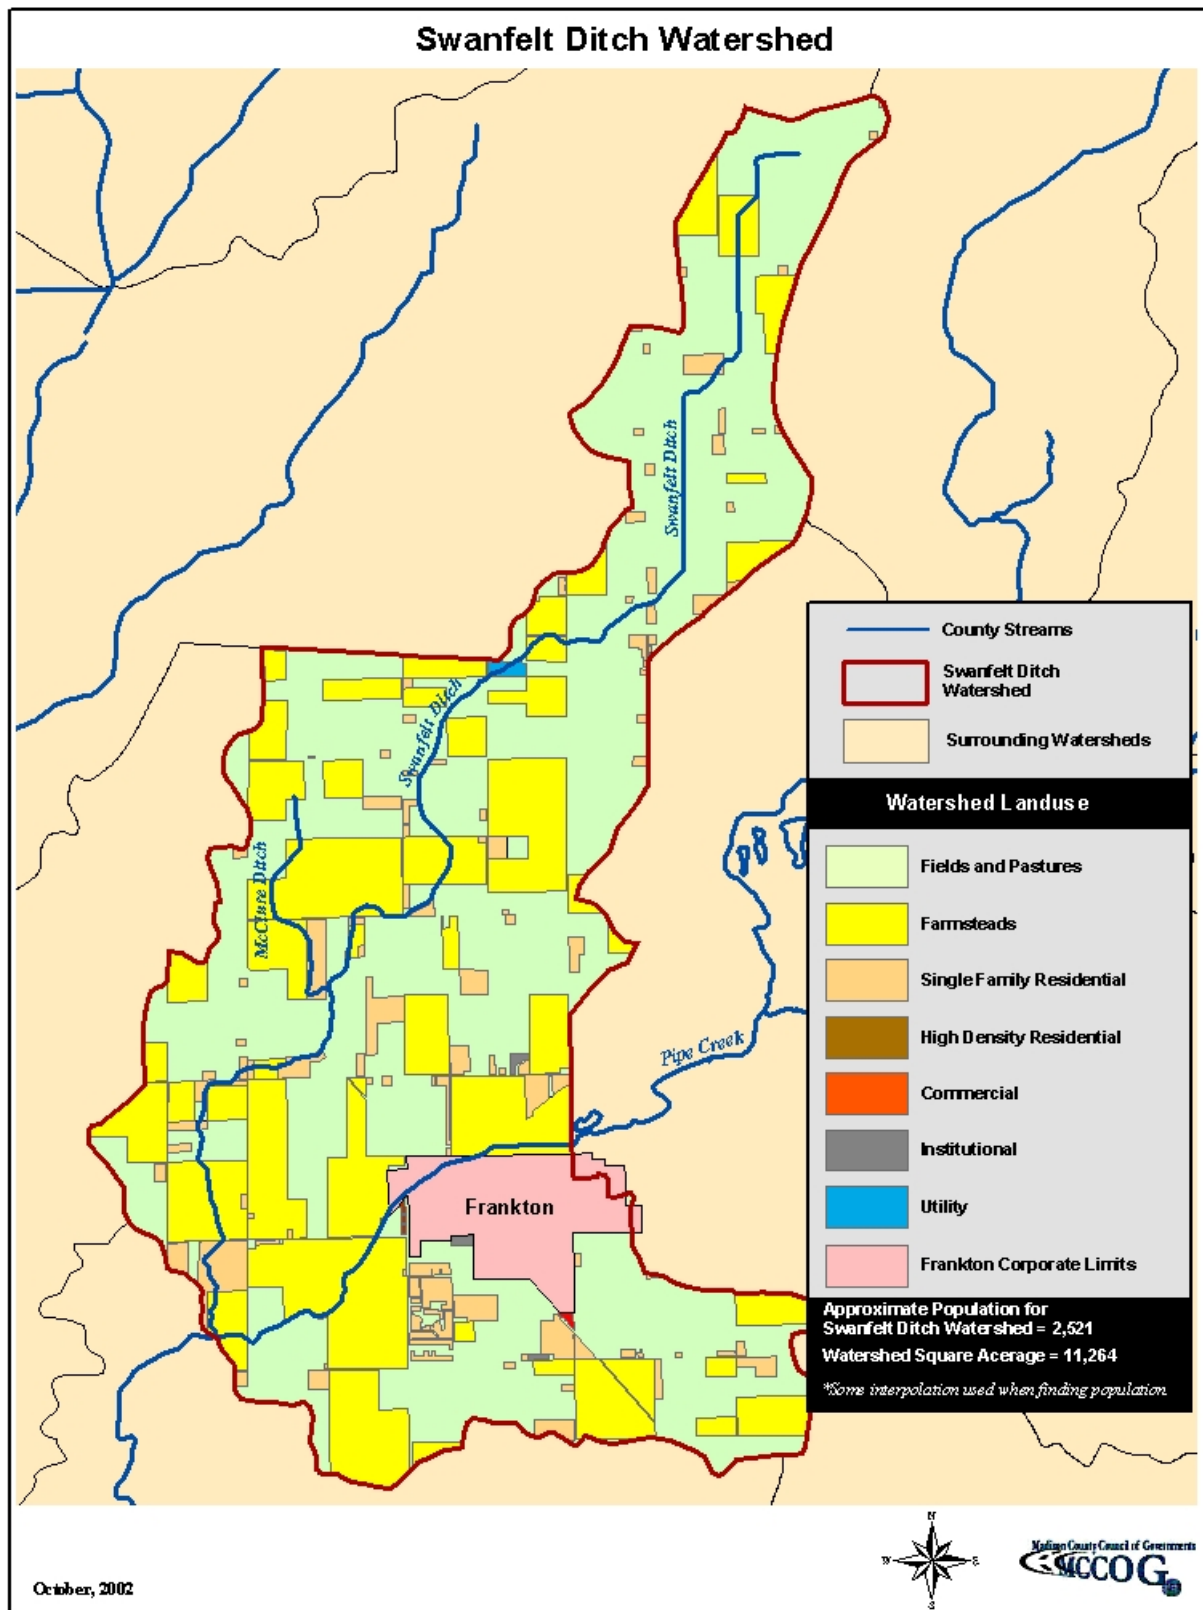 Swanfelt Ditch Watershed
Swanfelt Ditch
Swanfelt Ditch
McClure Ditch
Pipe Creek
Frankton
County Streams
Swanfelt Ditch
Watershed
Surrounding Watersheds
Watershed Landuse
Fields and Pastures
Farmsteads
Single Family Residential
High Density Residential
Commercial
Institutional
Utility
Frankton Corporate Limits
Approximate Population for
Swanfelt Ditch Watershed = 2,521
Watershed Square Acerage = 11,264
*Some interpolation used when finding population
October, 2002
N
W
E
S
Madison County Council of Governments
MCCOG